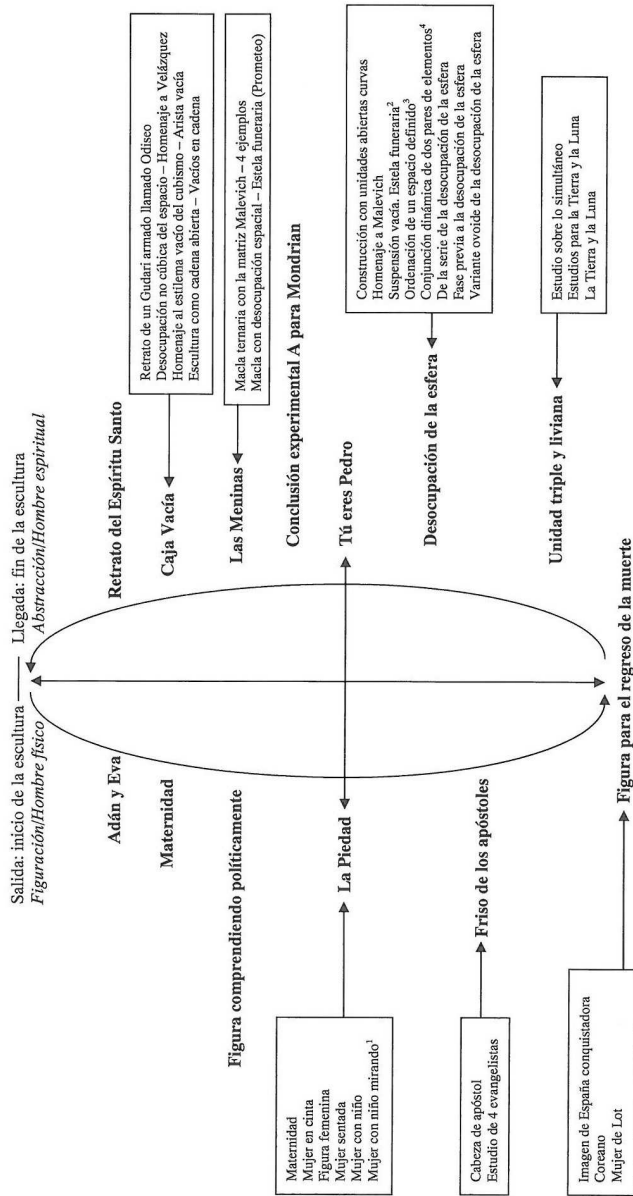 Salida: inicio de la escultura
Figuración/Hombre físico
Llegada: fin de la escultura
Abstracción/Hombre espiritual
Adán y Eva
Maternidad
Figura comprendiendo políticamente
La Piedad
Maternidad
Mujer en cinta
Figura femenina
Mujer sentada
Mujer con niño
Mujer con niño mirando¹
Friso de los apóstoles
Cabeza de apóstol
Estudio de 4 evangelistas
Figura para el regreso de la muerte
Imagen de España conquistadora
Coreano
Mujer de Lot
Retrato del Espíritu Santo
Caja Vacía
Retrato de un Gudari armado llamado Odiseo
Desocupación no cúbica del espacio – Homenaje a Velázquez
Homenaje al estilema vacío del cubismo – Arista vacía
Escultura como cadena abierta – Vacíos en cadena
Las Meninas
Macla ternaria con la matriz Malevich – 4 ejemplos
Macla con desocupación espacial – Estela funeraria (Prometeo)
Conclusión experimental A para Mondrian
Tú eres Pedro
Desocupación de la esfera
Construcción con unidades abiertas curvas
Homenaje a Malevich
Suspensión vacía. Estela funeraria²
Ordenación de un espacio definido³
Conjunción dinámica de dos pares de elementos⁴
De la serie de la desocupación de la esfera
Fase previa a la desocupación de la esfera
Variante ovoide de la desocupación de la esfera
Unidad triple y liviana
Estudio sobre lo simultáneo
Estudios para la Tierra y la Luna
La Tierra y la Luna